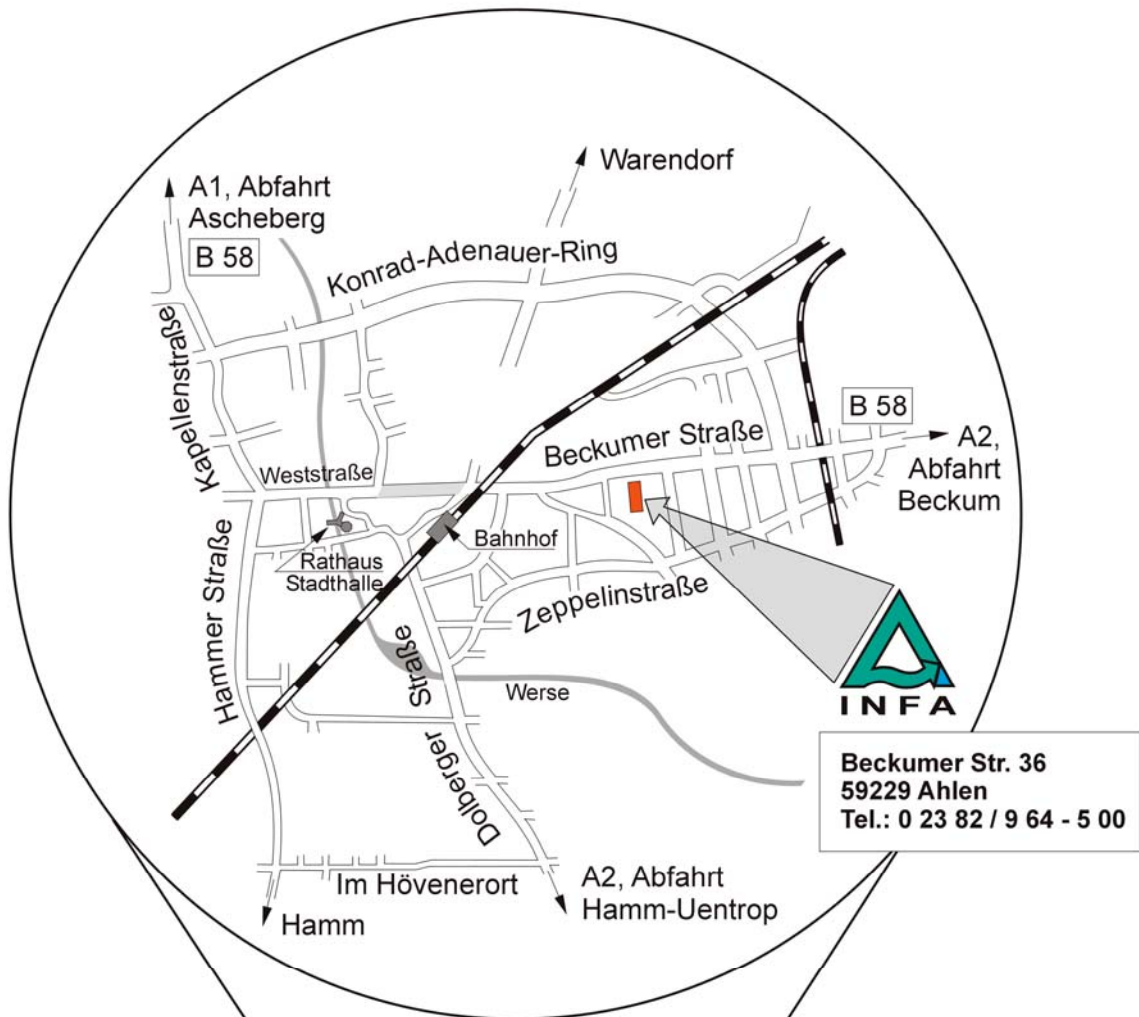 Warendorf
A1, Abfahrt
Ascheberg
B 58
Konrad-Adenauer-Ring
Kapellenstraße
B 58
Beckumer Straße
A2,
Abfahrt
Beckum
Weststraße
Bahnhof
Rathaus
Stadthalle
Hammer Straße
Zeppelinstraße
Werse
Dolberger Straße
INFA
Beckumer Str. 36
59229 Ahlen
Tel.: 0 23 82 / 9 64 - 5 00
Im Hövenerort
A2, Abfahrt
Hamm-Uentrop
Hamm